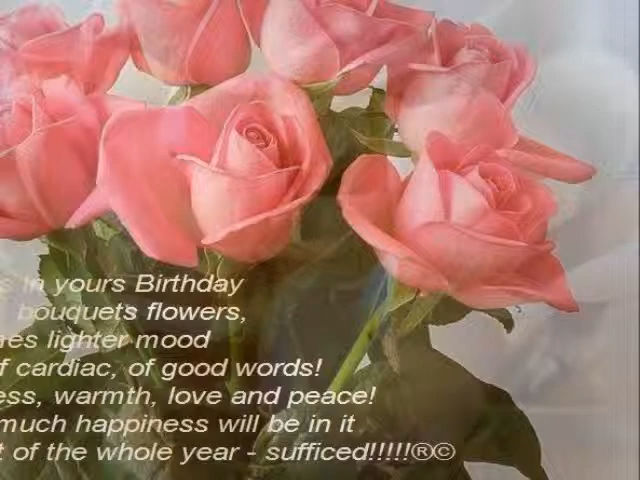 s in yours Birthday
bouquets flowers,
mes lighter mood
f cardiac, of good words!
ess, warmth, love and peace!
much happiness will be in it
t of the whole year - sufficed!!!!!®©